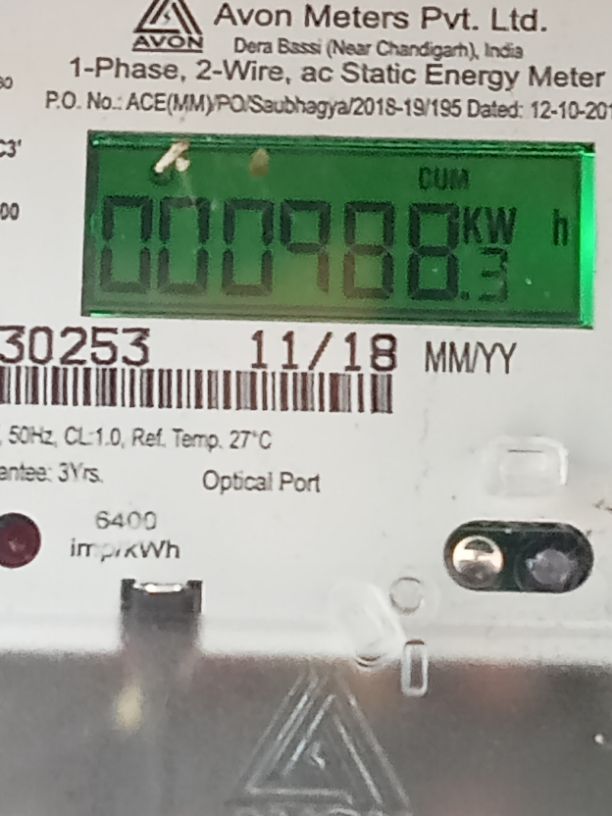 Avon Meters Pvt. Ltd.
AVON
Dera Bassi (Near Chandigarh), India
1-Phase, 2-Wire, ac Static Energy Meter
P.O. No.: ACE(MM)/PO/Saubhagya/2018-19/195 Dated: 12-10-201
C3'
00
CUM
000988.3 KW h
30253 11/18 MM/YY
, 50Hz, CL:1.0, Ref. Temp. 27°C
antee: 3Yrs.
Optical Port
6400
imp/kWh